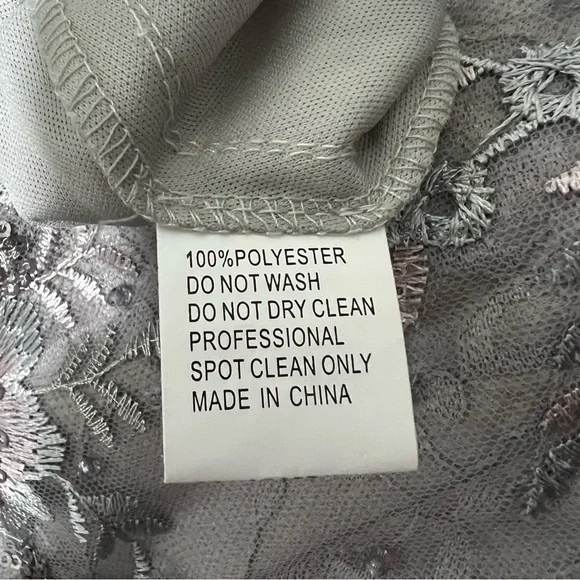 100%POLYESTER
DO NOT WASH
DO NOT DRY CLEAN
PROFESSIONAL
SPOT CLEAN ONLY
MADE IN CHINA